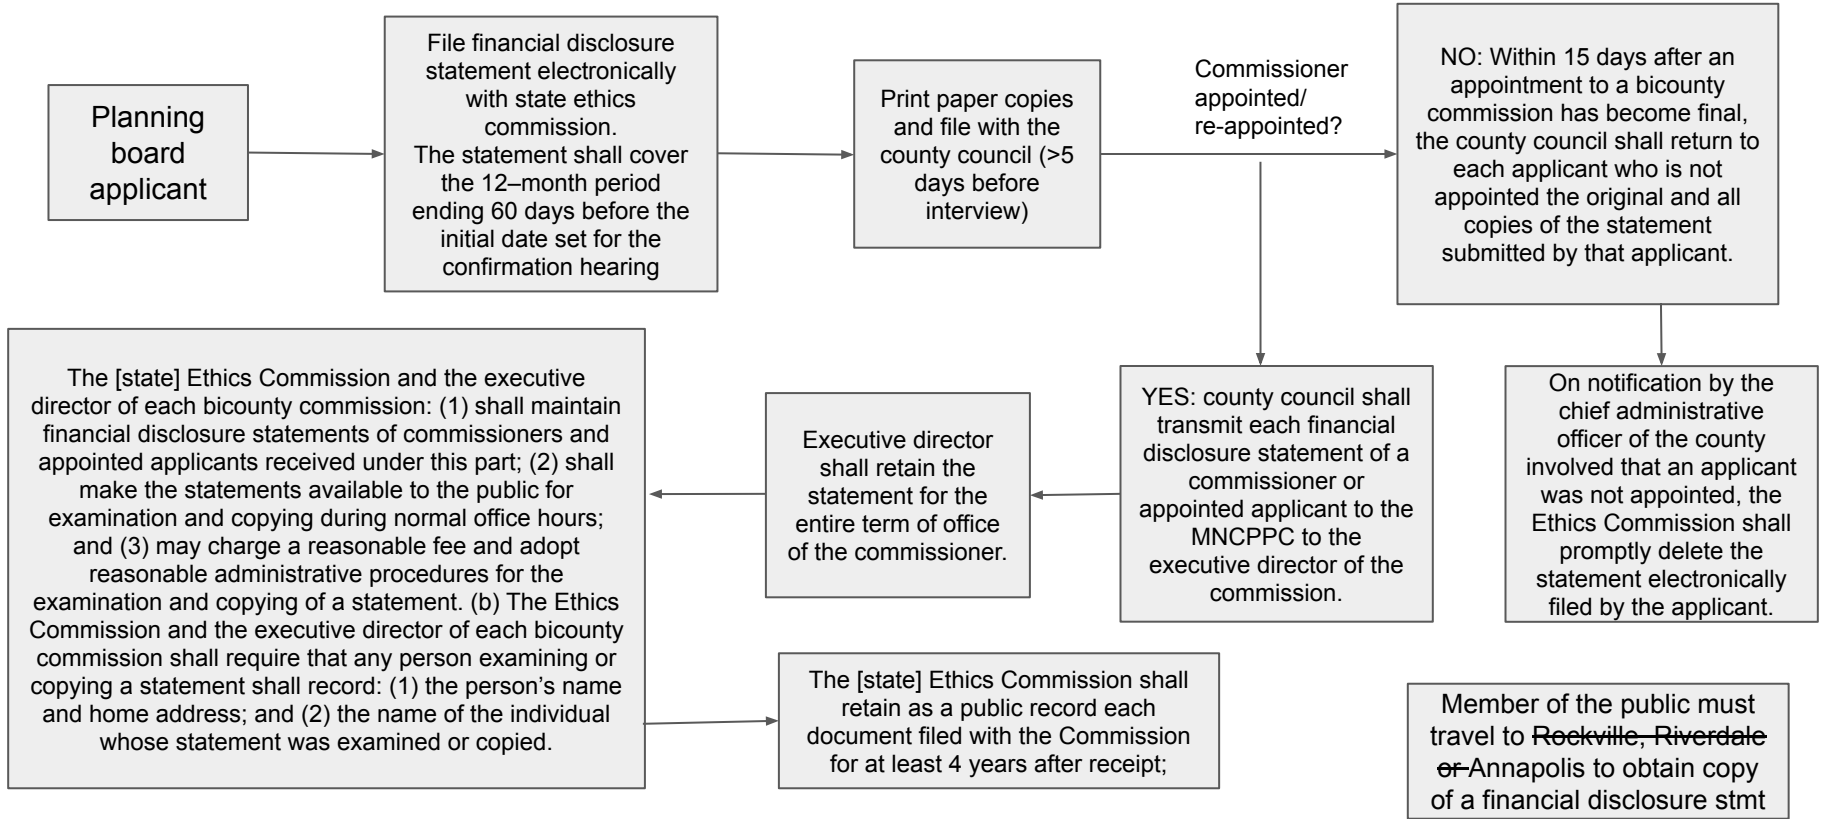 Planning
board
applicant
File financial disclosure
statement electronically
with state ethics
commission.
The statement shall cover
the 12–month period
ending 60 days before the
initial date set for the
confirmation hearing
Print paper copies
and file with the
county council (>5
days before
interview)
Commissioner
appointed/
re-appointed?
NO: Within 15 days after an
appointment to a bicounty
commission has become final,
the county council shall return to
each applicant who is not
appointed the original and all
copies of the statement
submitted by that applicant.
On notification by the
chief administrative
officer of the county
involved that an applicant
was not appointed, the
Ethics Commission shall
promptly delete the
statement electronically
filed by the applicant.
YES: county council shall
transmit each financial
disclosure statement of a
commissioner or
appointed applicant to the
MNCPPC to the
executive director of the
commission.
Executive director
shall retain the
statement for the
entire term of office
of the commissioner.
The [state] Ethics Commission and the executive
director of each bicounty commission: (1) shall maintain
financial disclosure statements of commissioners and
appointed applicants received under this part; (2) shall
make the statements available to the public for
examination and copying during normal office hours;
and (3) may charge a reasonable fee and adopt
reasonable administrative procedures for the
examination and copying of a statement. (b) The Ethics
Commission and the executive director of each bicounty
commission shall require that any person examining or
copying a statement shall record: (1) the person’s name
and home address; and (2) the name of the individual
whose statement was examined or copied.
The [state] Ethics Commission shall
retain as a public record each
document filed with the Commission
for at least 4 years after receipt;
Member of the public must
travel to Rockville, Riverdale
or Annapolis to obtain copy
of a financial disclosure stmt